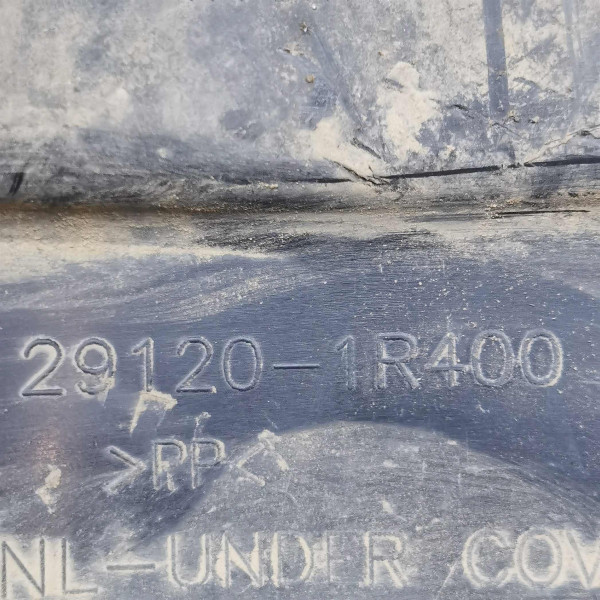 29120-1R400
>PP<
NL-UNDER COV